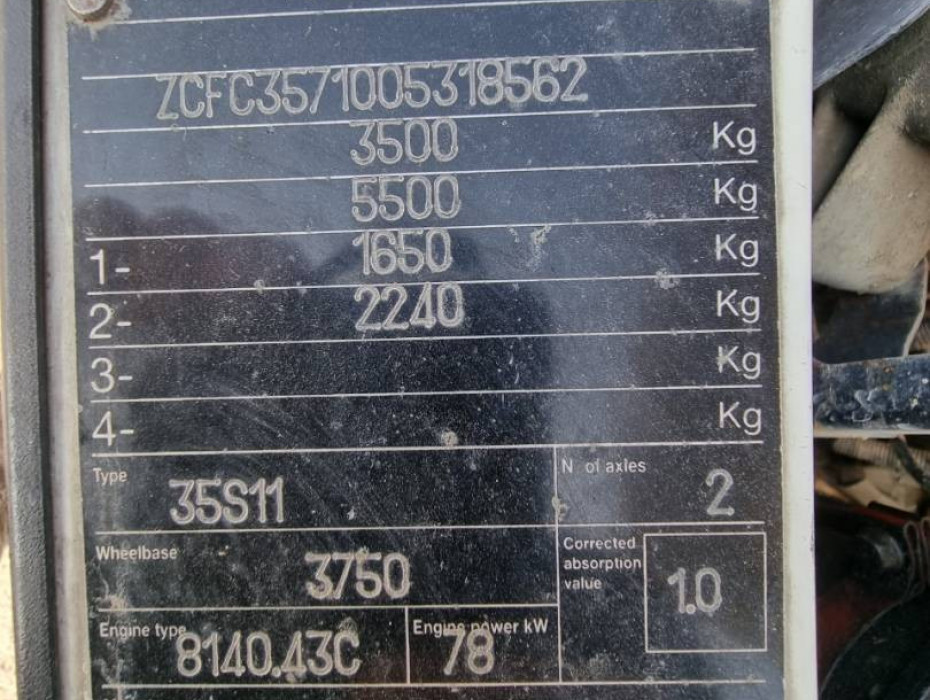 ZCFC3571005318562
3500 Kg
5500 Kg
1- 1650 Kg
2- 2240 Kg
3- Kg
4- Kg
Type 35S11 N of axles 2
Wheelbase 3750 Corrected absorption value 1.0
Engine type 8140.43C Engine power kW 78